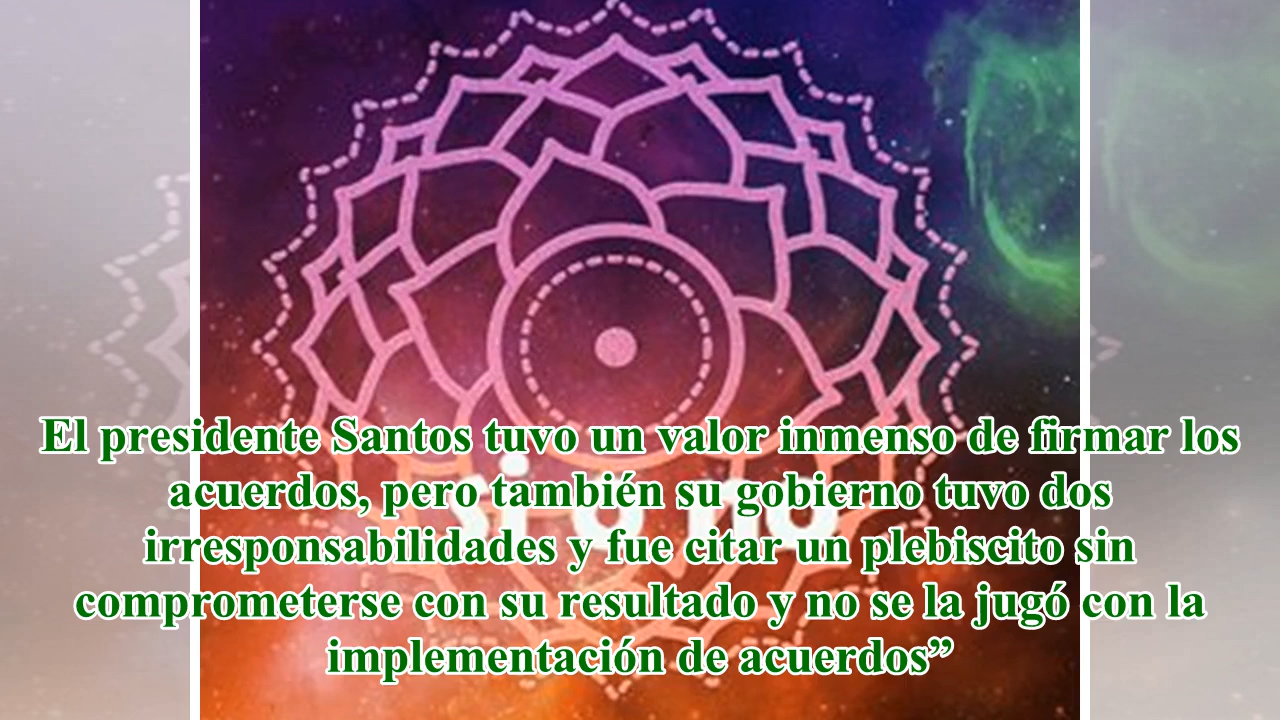 El presidente Santos tuvo un valor inmenso de firmar los
acuerdos, pero también su gobierno tuvo dos
irresponsabilidades y fue citar un plebiscito sin
comprometerse con su resultado y no se la jugó con la
implementación de acuerdos”